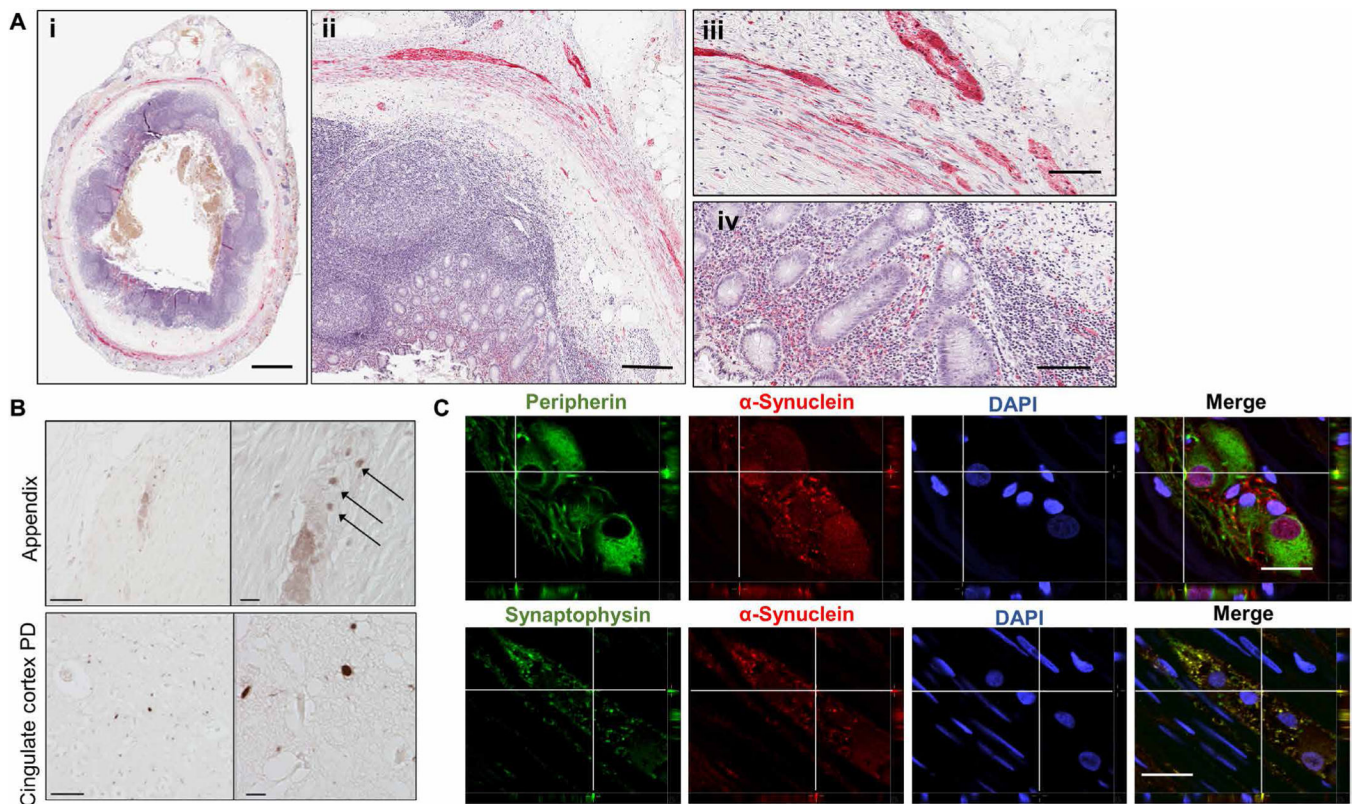 A
i
ii
iii
iv
B
Appendix
Cingulate cortex PD
C
Peripherin α-Synuclein DAPI Merge
Synaptophysin α-Synuclein DAPI Merge